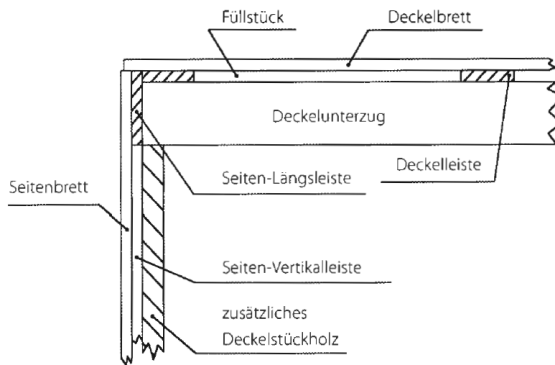 Füllstück
Deckelbrett
Deckelunterzug
Deckelleiste
Seitenbrett
Seiten-Längsleiste
Seiten-Vertikalleiste
zusätzliches
Deckelstückholz